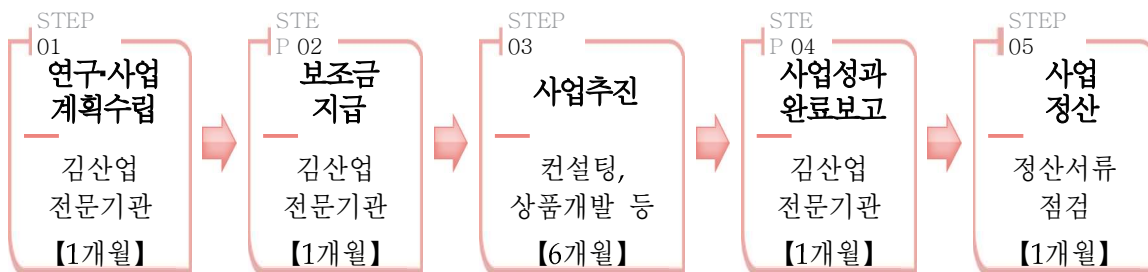 STEP
01
연구·사업
계획수립
김산업
전문기관
【1개월】
STE
P 02
보조금
지급
김산업
전문기관
【1개월】
STEP
03
사업추진
컨설팅,
상품개발 등
【6개월】
STE
P 04
사업성과
완료보고
김산업
전문기관
【1개월】
STEP
05
사업
정산
정산서류
점검
【1개월】